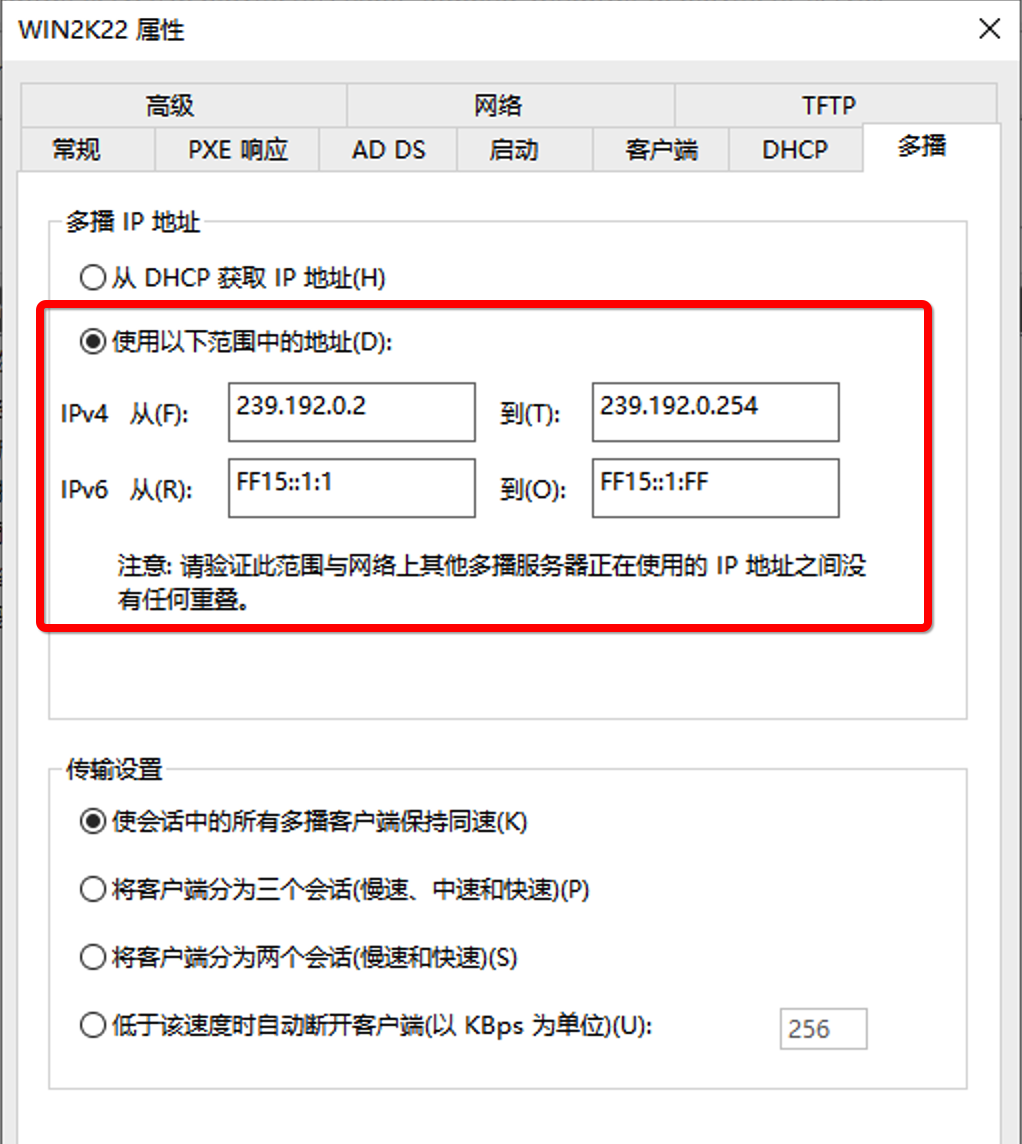 WIN2K22 属性
高级 网络 TFTP
常规 PXE 响应 AD DS 启动 客户端 DHCP 多播
多播 IP 地址
从 DHCP 获取 IP 地址(H)
使用以下范围中的地址(D):
IPv4 从(F): 239.192.0.2 到(T): 239.192.0.254
IPv6 从(R): FF15::1:1 到(O): FF15::1:FF
注意: 请验证此范围与网络上其他多播服务器正在使用的 IP 地址之间没
有任何重叠。
传输设置
使会话中的所有多播客户端保持同速(K)
将客户端分为三个会话(慢速、中速和快速)(P)
将客户端分为两个会话(慢速和快速)(S)
低于该速度时自动断开客户端(以 KBps 为单位)(U): 256